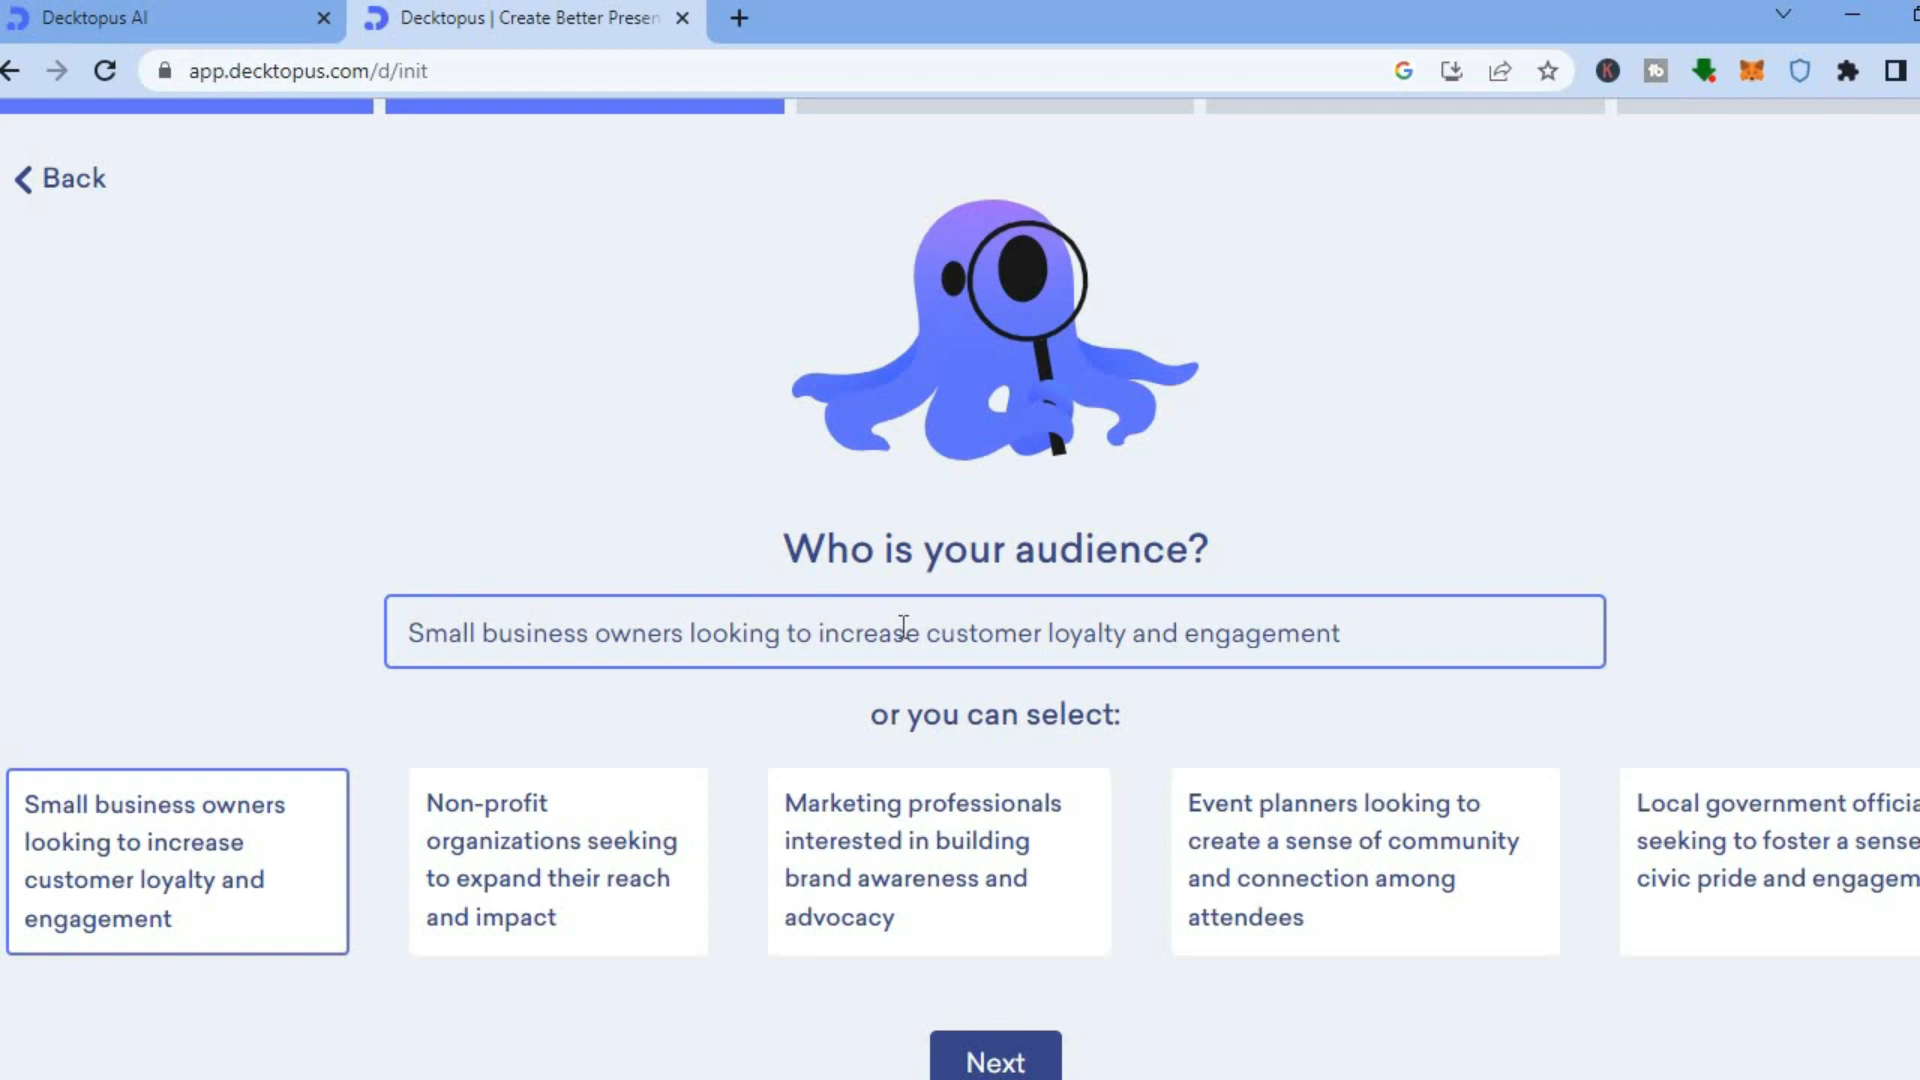 Decktopus AI
Decktopus | Create Better Presen
app.decktopus.com/d/init
Back
Who is your audience?
Small business owners looking to increase customer loyalty and engagement
or you can select:
Small business owners
looking to increase
customer loyalty and
engagement
Non-profit
organizations seeking
to expand their reach
and impact
Marketing professionals
interested in building
brand awareness and
advocacy
Event planners looking to
create a sense of community
and connection among
attendees
Local government officia
seeking to foster a sense
civic pride and engagem
Next